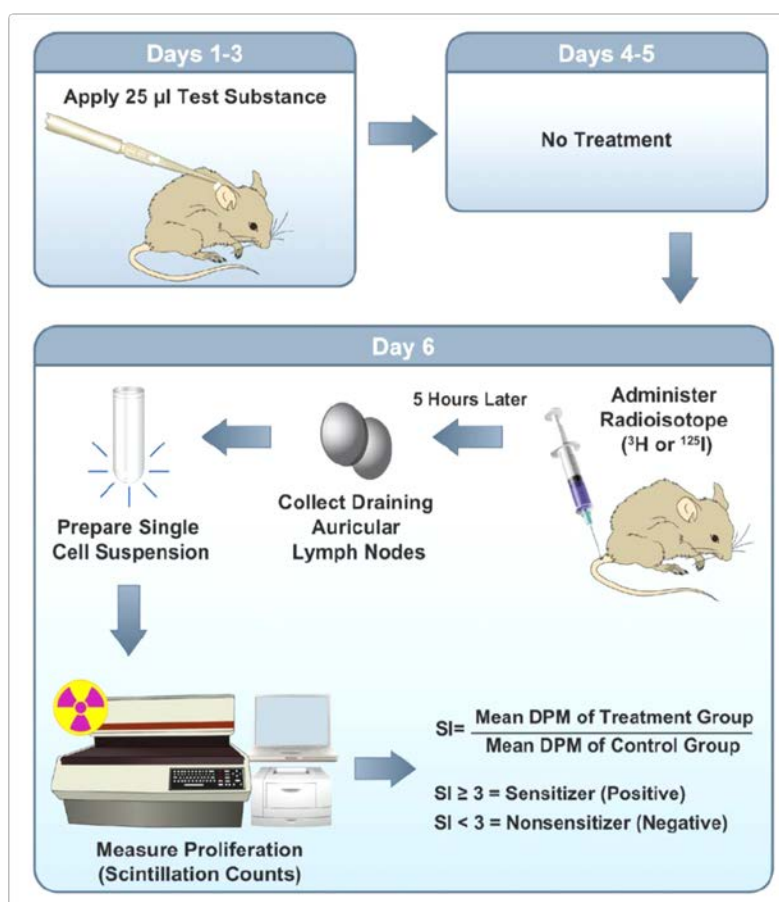 Days 1-3
Apply 25 µl Test Substance
Days 4-5
No Treatment
Day 6
Administer
Radioisotope
(³H or ¹²⁵I)
5 Hours Later
Collect Draining
Auricular
Lymph Nodes
Prepare Single
Cell Suspension
Measure Proliferation
(Scintillation Counts)
SI= Mean DPM of Treatment Group
Mean DPM of Control Group
SI ≥ 3 = Sensitizer (Positive)
SI < 3 = Nonsensitizer (Negative)